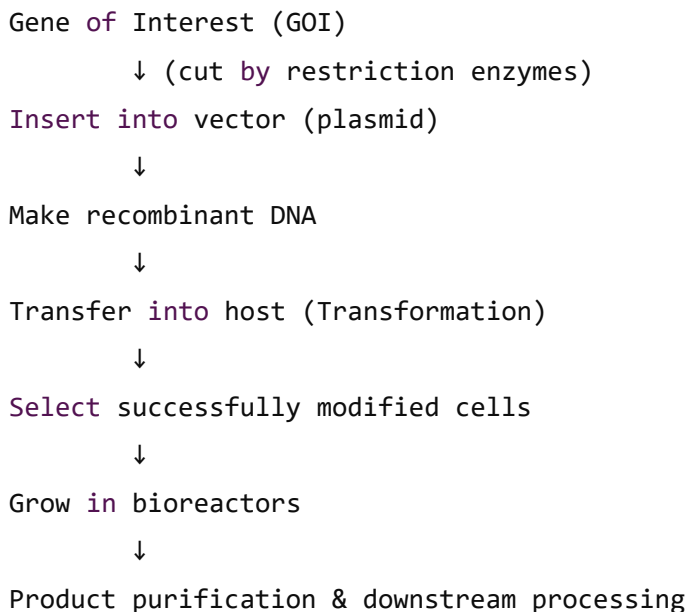 Gene of Interest (GOI)
↓ (cut by restriction enzymes)
Insert into vector (plasmid)
↓
Make recombinant DNA
↓
Transfer into host (Transformation)
↓
Select successfully modified cells
↓
Grow in bioreactors
↓
Product purification & downstream processing